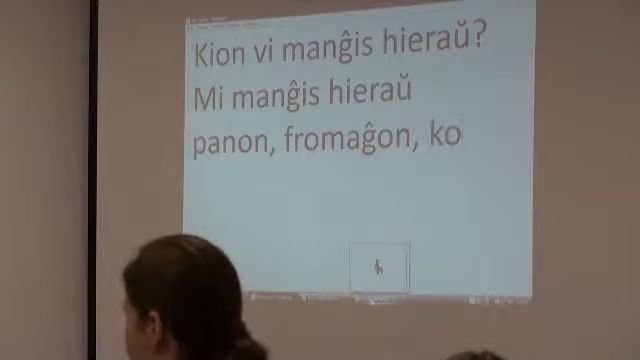 Kion vi manĝis hieraŭ?
Mi manĝis hieraŭ
panon, fromaĝon, ko